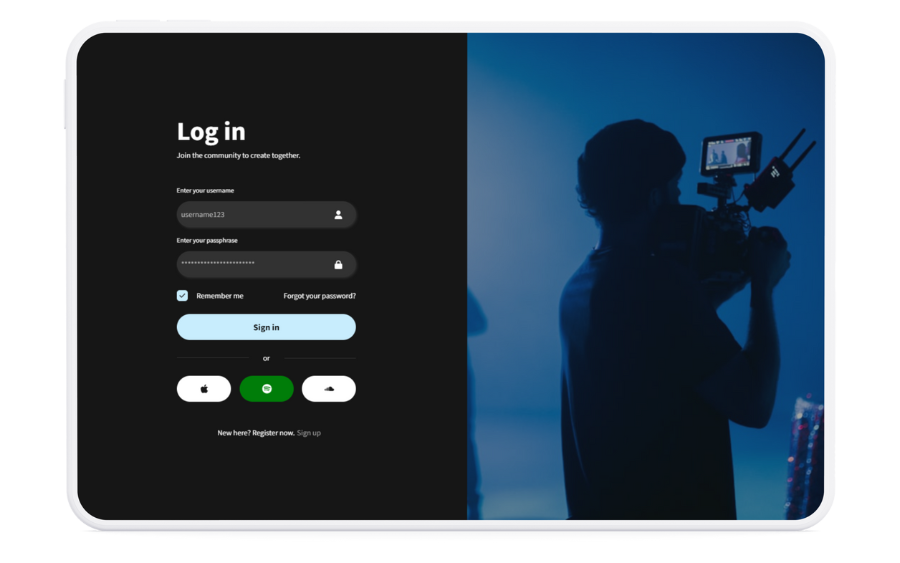 Log in
Join the community to create together.
Enter your username
username123
Enter your passphrase
***********************
Remember me
Forgot your password?
Sign in
or
New here? Register now. Sign up